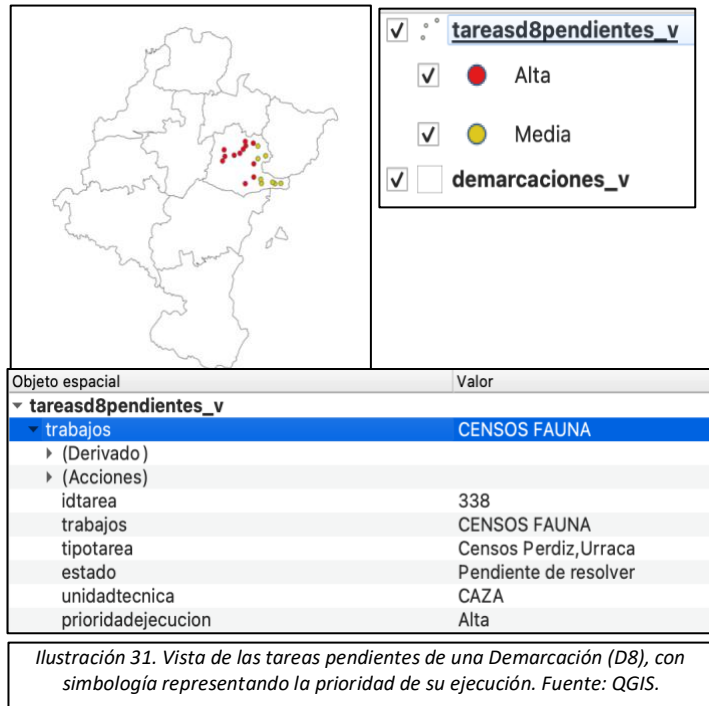 tareasd8pendientes_v
Alta
Media
demarcaciones_v
Objeto espacial Valor
tareasd8pendientes_v
trabajos CENSOS FAUNA
(Derivado)
(Acciones)
idtarea 338
trabajos CENSOS FAUNA
tipotarea Censos Perdiz,Urraca
estado Pendiente de resolver
unidadtecnica CAZA
prioridadejecucion Alta
Ilustración 31. Vista de las tareas pendientes de una Demarcación (D8), con
simbología representando la prioridad de su ejecución. Fuente: QGIS.